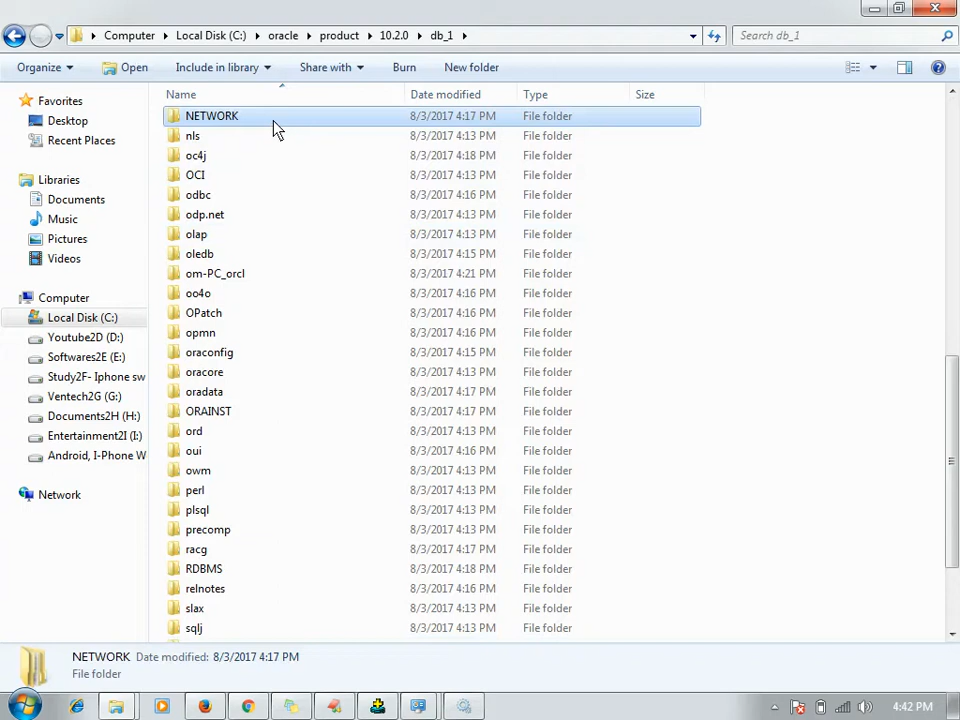 Computer Local Disk (C:) oracle product 10.2.0 db_1 Search db_1
Organize Open Include in library Share with Burn New folder
Name Date modified Type Size
Favorites
Desktop
Recent Places
Libraries
Documents
Music
Pictures
Videos
Computer
Local Disk (C:)
Youtube2D (D:)
Softwares2E (E:)
Study2F- Iphone sw
Ventech2G (G:)
Documents2H (H:)
Entertainment2I (I:)
Android, I-Phone W
Network
NETWORK 8/3/2017 4:17 PM File folder
nls 8/3/2017 4:13 PM File folder
oc4j 8/3/2017 4:18 PM File folder
OCI 8/3/2017 4:13 PM File folder
odbc 8/3/2017 4:16 PM File folder
odp.net 8/3/2017 4:13 PM File folder
olap 8/3/2017 4:13 PM File folder
oledb 8/3/2017 4:15 PM File folder
om-PC_orcl 8/3/2017 4:21 PM File folder
oo4o 8/3/2017 4:16 PM File folder
OPatch 8/3/2017 4:16 PM File folder
opmn 8/3/2017 4:16 PM File folder
oraconfig 8/3/2017 4:15 PM File folder
oracore 8/3/2017 4:13 PM File folder
oradata 8/3/2017 4:17 PM File folder
ORAINST 8/3/2017 4:17 PM File folder
ord 8/3/2017 4:13 PM File folder
oui 8/3/2017 4:16 PM File folder
owm 8/3/2017 4:13 PM File folder
perl 8/3/2017 4:13 PM File folder
plsql 8/3/2017 4:13 PM File folder
precomp 8/3/2017 4:13 PM File folder
racg 8/3/2017 4:17 PM File folder
RDBMS 8/3/2017 4:18 PM File folder
relnotes 8/3/2017 4:16 PM File folder
slax 8/3/2017 4:13 PM File folder
sqlj 8/3/2017 4:13 PM File folder
NETWORK Date modified: 8/3/2017 4:17 PM
File folder
4:42 PM